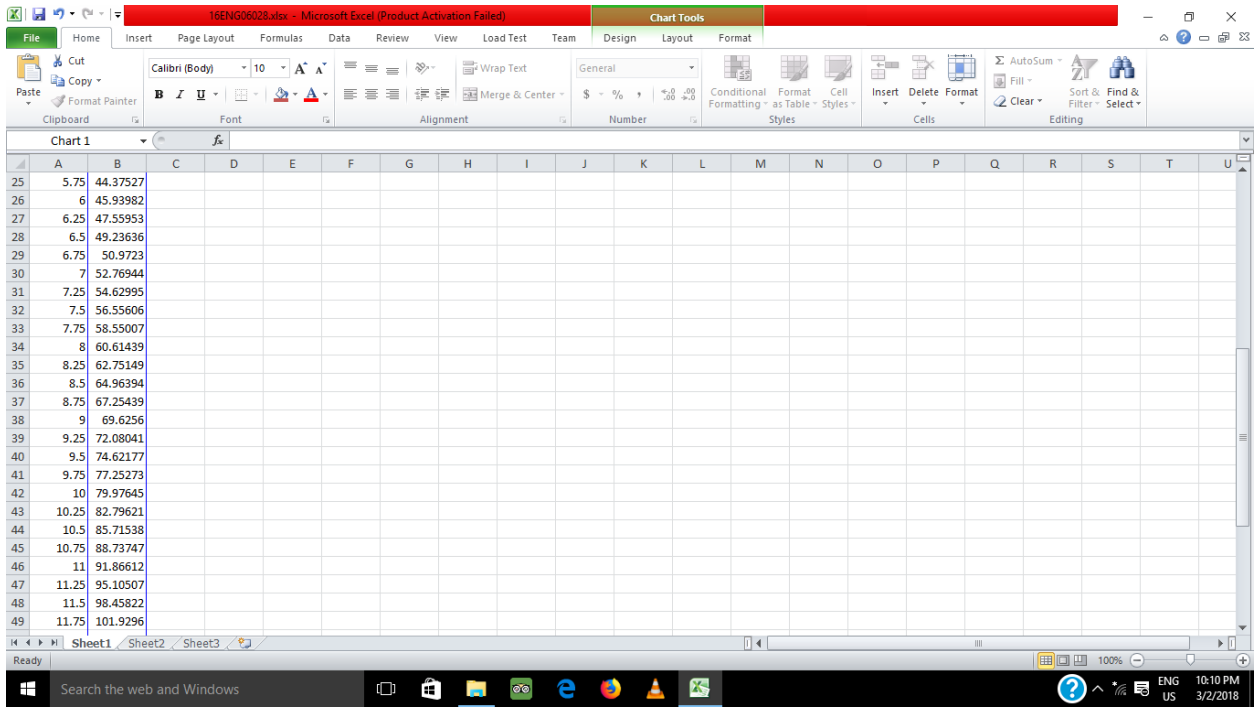 16ENG06028.xlsx - Microsoft Excel (Product Activation Failed) Chart Tools
File Home Insert Page Layout Formulas Data Review View Load Test Team Design Layout Format
Cut
Copy
Format Painter
Paste
Clipboard
Calibri (Body) 10 A A
B I U A
Font
Wrap Text
Merge & Center
Alignment
General
$ % , .0 .00 .00 .0
Number
Conditional Formatting Format as Table Cell Styles
Styles
Insert Delete Format
Cells
Σ AutoSum
Fill
Clear
Sort & Filter Find & Select
Editing
Chart 1 fx
A B C D E F G H I J K L M N O P Q R S T U
25 5.75 44.37527
26 6 45.93982
27 6.25 47.55953
28 6.5 49.23636
29 6.75 50.9723
30 7 52.76944
31 7.25 54.62995
32 7.5 56.55606
33 7.75 58.55007
34 8 60.61439
35 8.25 62.75149
36 8.5 64.96394
37 8.75 67.25439
38 9 69.6256
39 9.25 72.08041
40 9.5 74.62177
41 9.75 77.25273
42 10 79.97645
43 10.25 82.79621
44 10.5 85.71538
45 10.75 88.73747
46 11 91.86612
47 11.25 95.10507
48 11.5 98.45822
49 11.75 101.9296
Sheet1 Sheet2 Sheet3
Ready 100%
Search the web and Windows
ENG 10:10 PM
US 3/2/2018